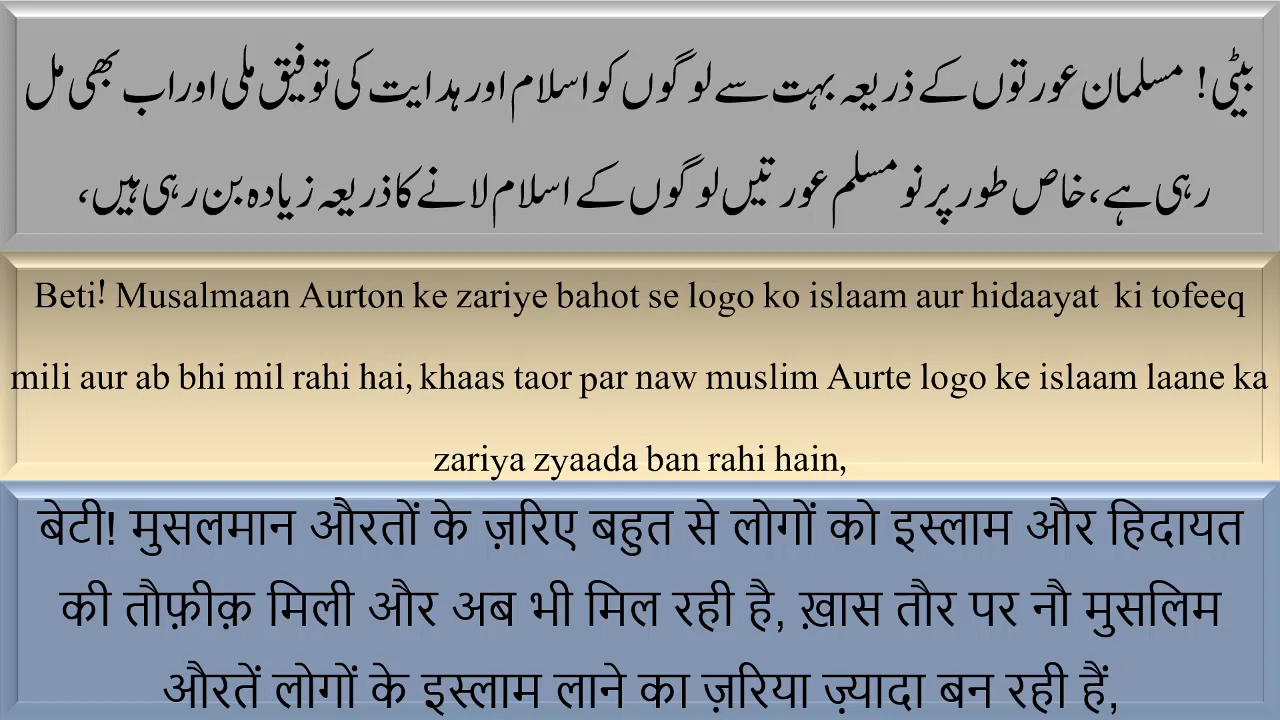 بیٹی! مسلمان عورتوں کے ذریعہ بہت سے لوگوں کو اسلام اور ہدایت کی توفیق ملی اور اب بھی مل
رہی ہے، خاص طور پر نو مسلم عورتیں لوگوں کے اسلام لانے کا ذریعہ زیادہ بن رہی ہیں،
Beti! Musalmaan Aurton ke zariye bahot se logo ko islaam aur hidaayat ki tofeeq
mili aur ab bhi mil rahi hai, khaas taor par naw muslim Aurte logo ke islaam laane ka
zariya zyaada ban rahi hain,
बेटी! मुसलमान औरतों के ज़रिए बहुत से लोगों को इस्लाम और हिदायत
की तौफ़ीक़ मिली और अब भी मिल रही है, ख़ास तौर पर नौ मुसलिम
औरतें लोगों के इस्लाम लाने का ज़रिया ज़्यादा बन रही हैं,